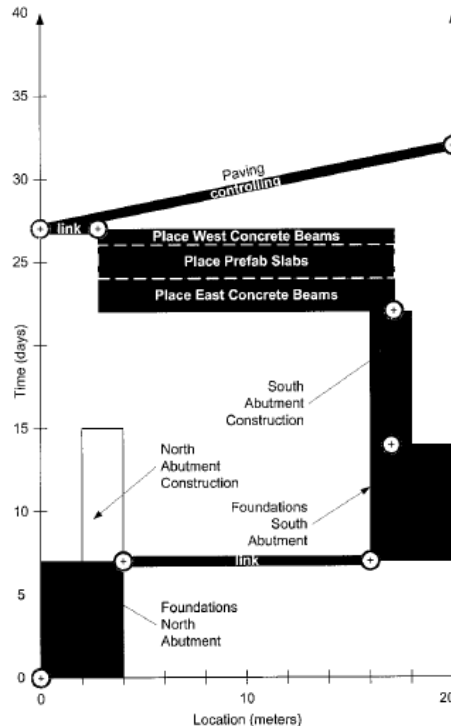 40
35
Paving
controlling
30
link
Place West Concrete Beams
Place Prefab Slabs
25
Place East Concrete Beams
Time (days)
20
South
Abutment
Construction
15
North
Abutment
Construction
10
Foundations
South
Abutment
link
5
Foundations
North
Abutment
0
0
10
20
Location (meters)